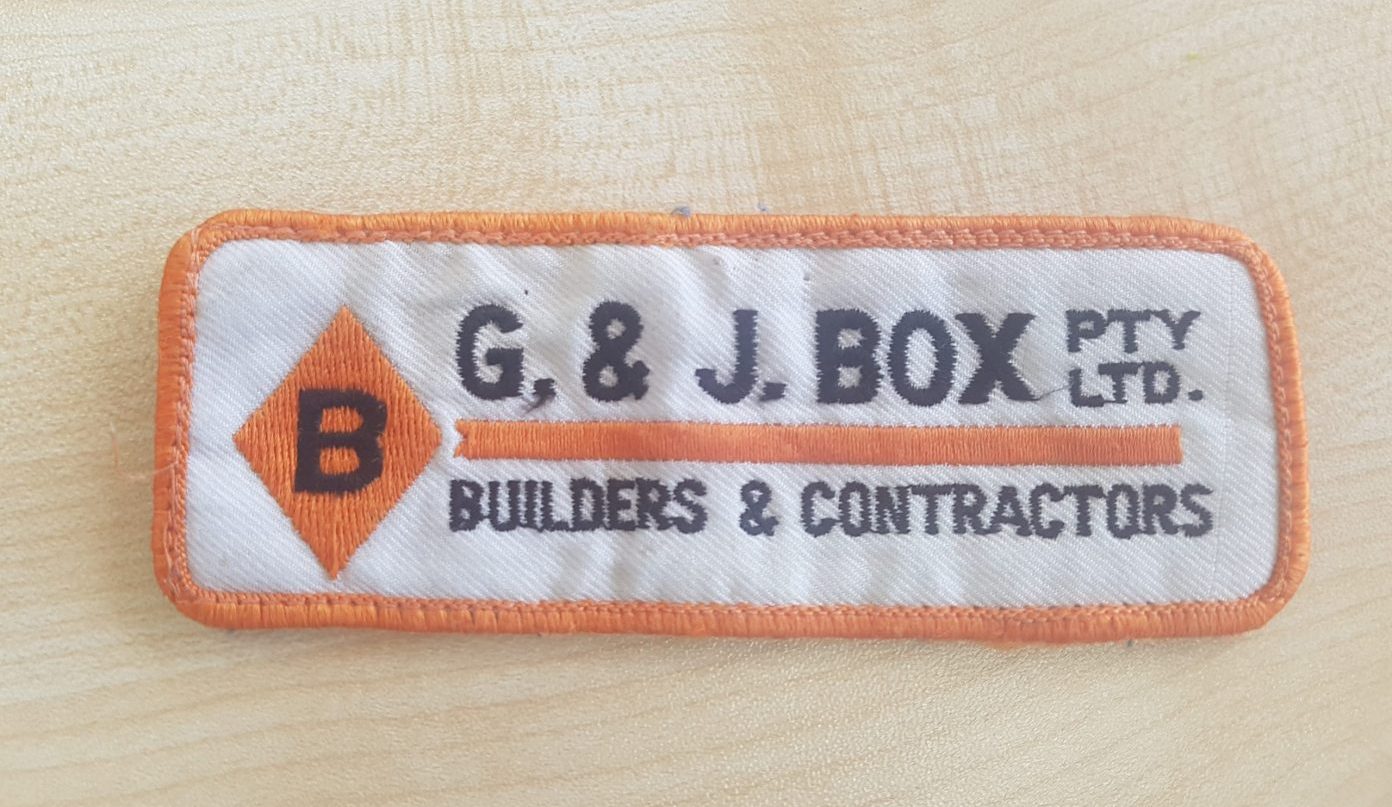 B
G, & J. BOX PTY LTD.
BUILDERS & CONTRACTORS